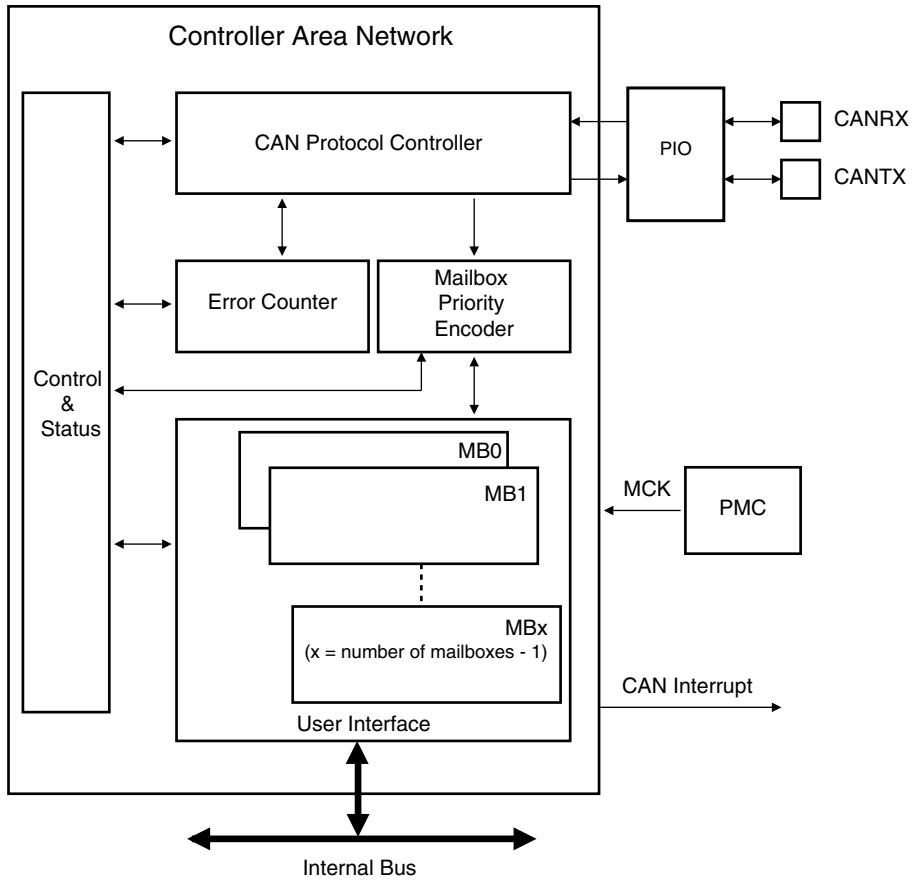 Controller Area Network
CAN Protocol Controller
PIO
CANRX
CANTX
Error Counter
Mailbox
Priority
Encoder
Control
&
Status
MB0
MB1
MCK
PMC
MBx
(x = number of mailboxes - 1)
CAN Interrupt
User Interface
Internal Bus